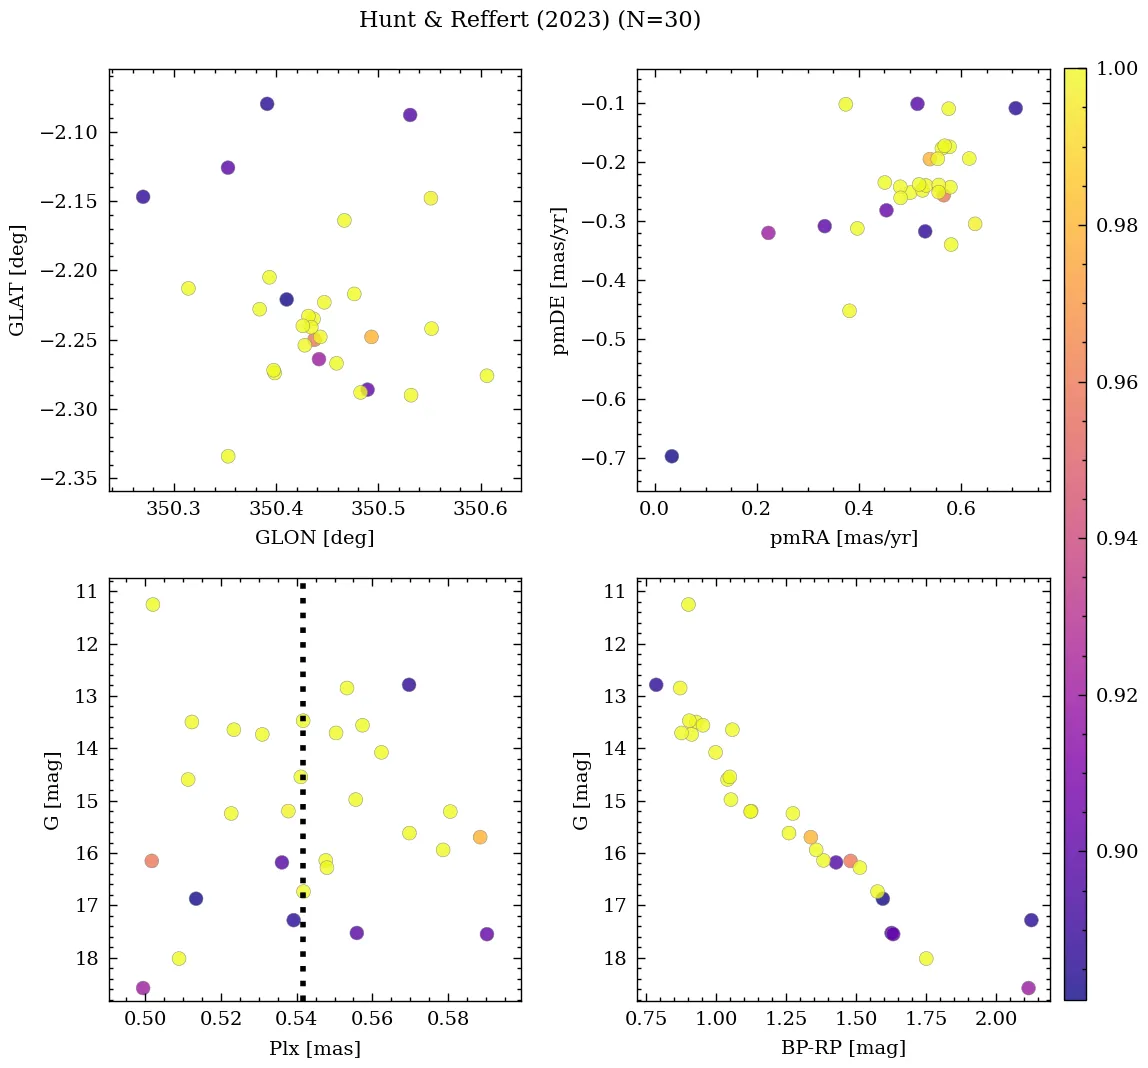 Hunt & Reffert (2023) (N=30)
−2.10
−2.15
−2.20
−2.25
−2.30
−2.35
GLAT [deg]
350.3 350.4 350.5 350.6
GLON [deg]
−0.1
−0.2
−0.3
−0.4
−0.5
−0.6
−0.7
pmDE [mas/yr]
0.0 0.2 0.4 0.6
pmRA [mas/yr]
11
12
13
14
15
16
17
18
G [mag]
0.50 0.52 0.54 0.56 0.58
Plx [mas]
11
12
13
14
15
16
17
18
G [mag]
0.75 1.00 1.25 1.50 1.75 2.00
BP-RP [mag]
1.00
0.98
0.96
0.94
0.92
0.90